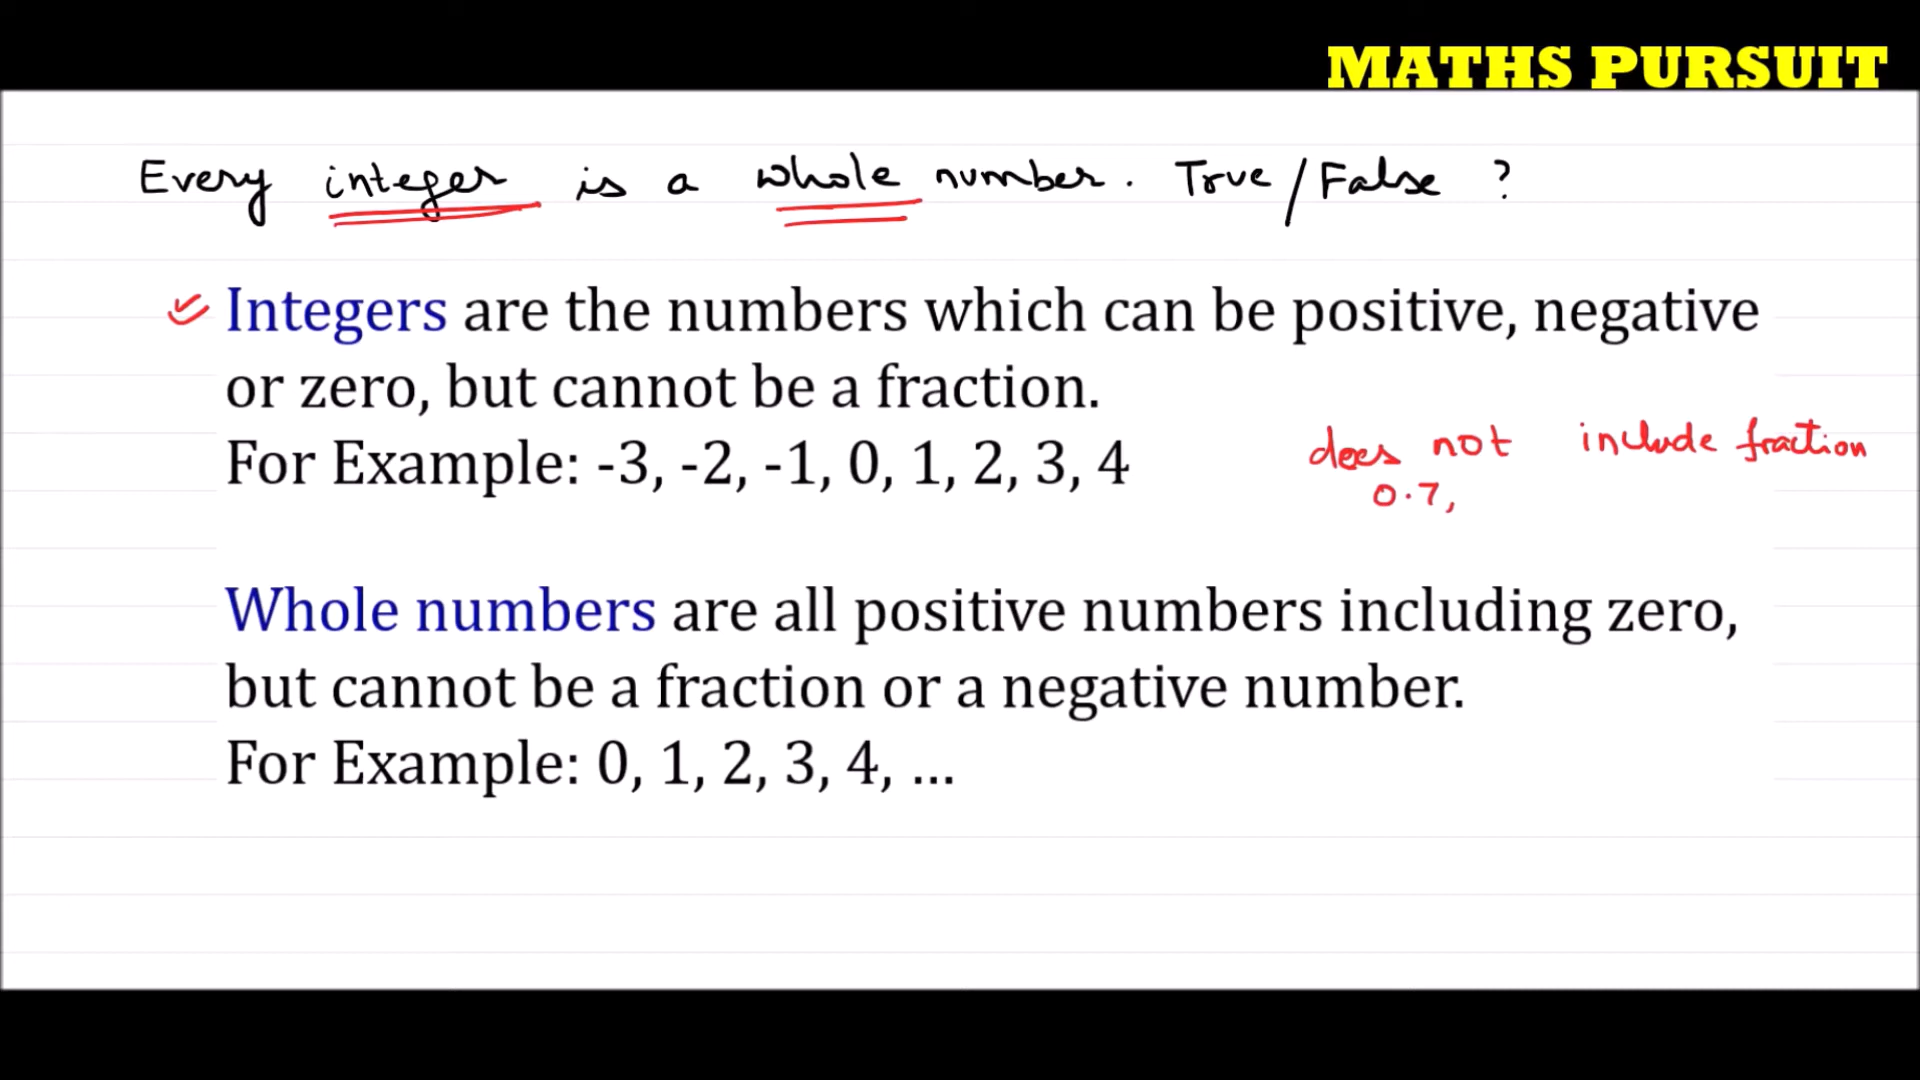 MATHS PURSUIT
Every integer is a whole number. True/False ?
Integers are the numbers which can be positive, negative
or zero, but cannot be a fraction.
For Example: -3, -2, -1, 0, 1, 2, 3, 4
does not include fraction
0.7,
Whole numbers are all positive numbers including zero,
but cannot be a fraction or a negative number.
For Example: 0, 1, 2, 3, 4, ...